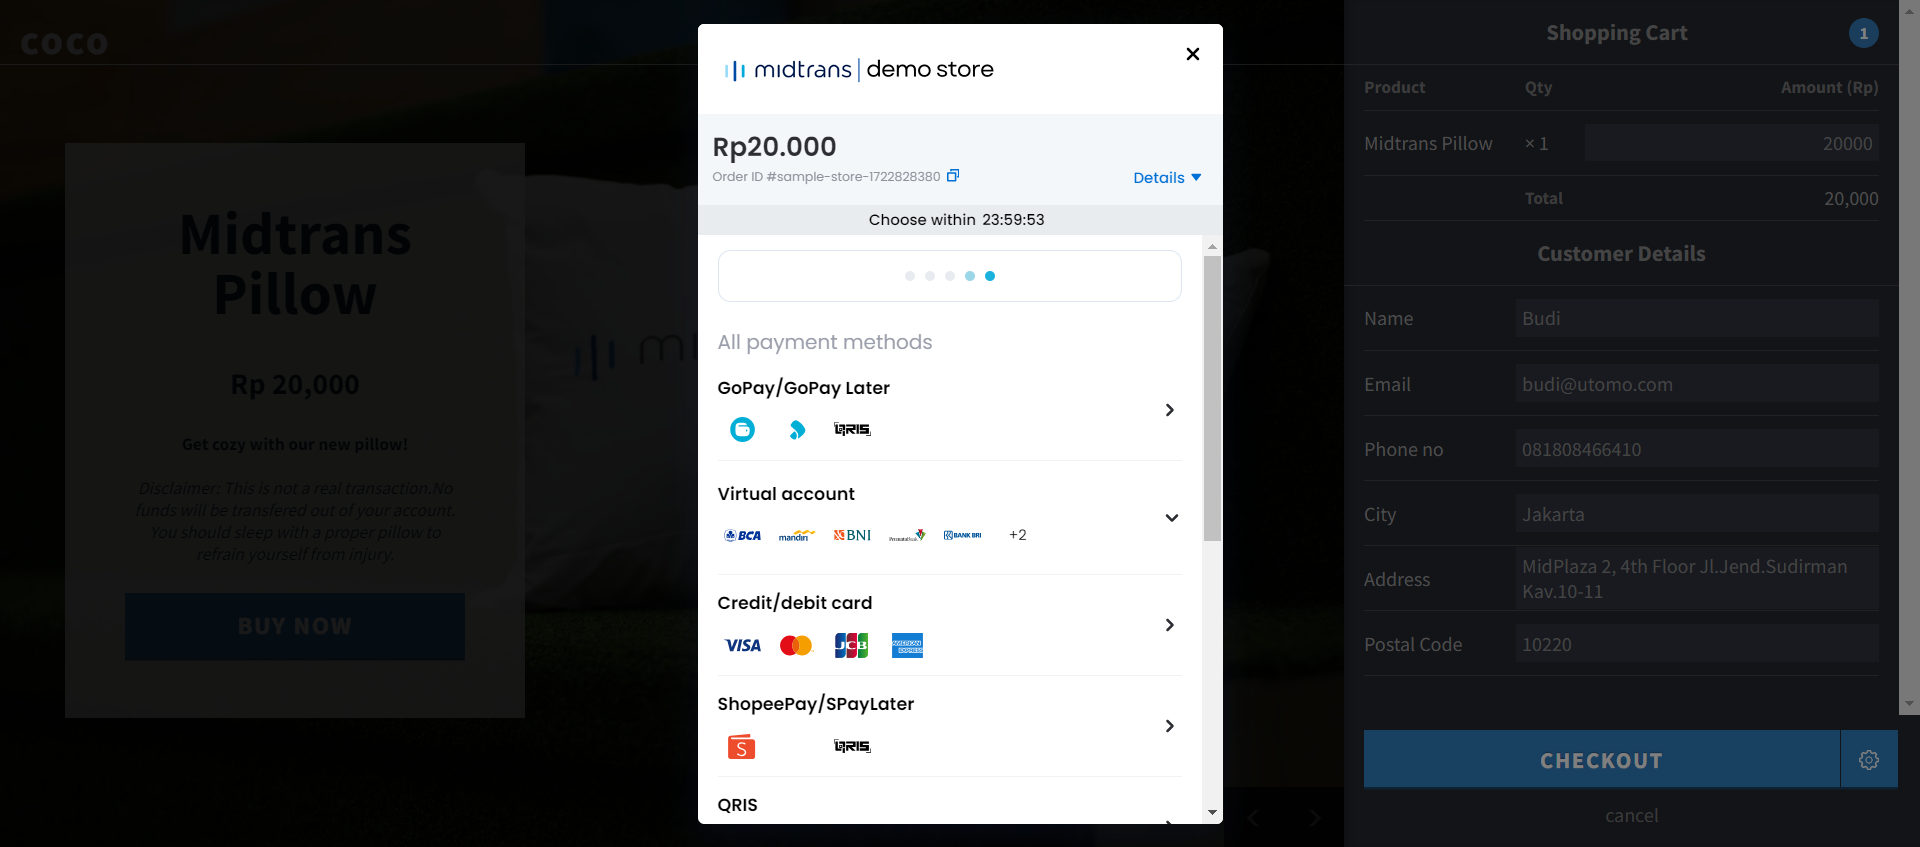 coco
Midtrans
Pillow
Rp 20,000
Get cozy with our new pillow!
Disclaimer: This is not a real transaction.No
funds will be transfered out of your account.
You should sleep with a proper pillow to
refrain yourself from injury.
BUY NOW
midtrans | demo store
Rp20.000
Order ID #sample-store-1722828380
Details
Choose within 23:59:53
All payment methods
GoPay/GoPay Later
QRIS
Virtual account
BCA mandiri BNI PermataBank BANK BRI +2
Credit/debit card
VISA JCB AMERICAN EXPRESS
ShopeePay/SPayLater
S QRIS
QRIS
Shopping Cart 1
Product Qty Amount (Rp)
Midtrans Pillow × 1 20000
Total 20,000
Customer Details
Name Budi
Email budi@utomo.com
Phone no 081808466410
City Jakarta
Address MidPlaza 2, 4th Floor Jl.Jend.Sudirman
Kav.10-11
Postal Code 10220
CHECKOUT
cancel